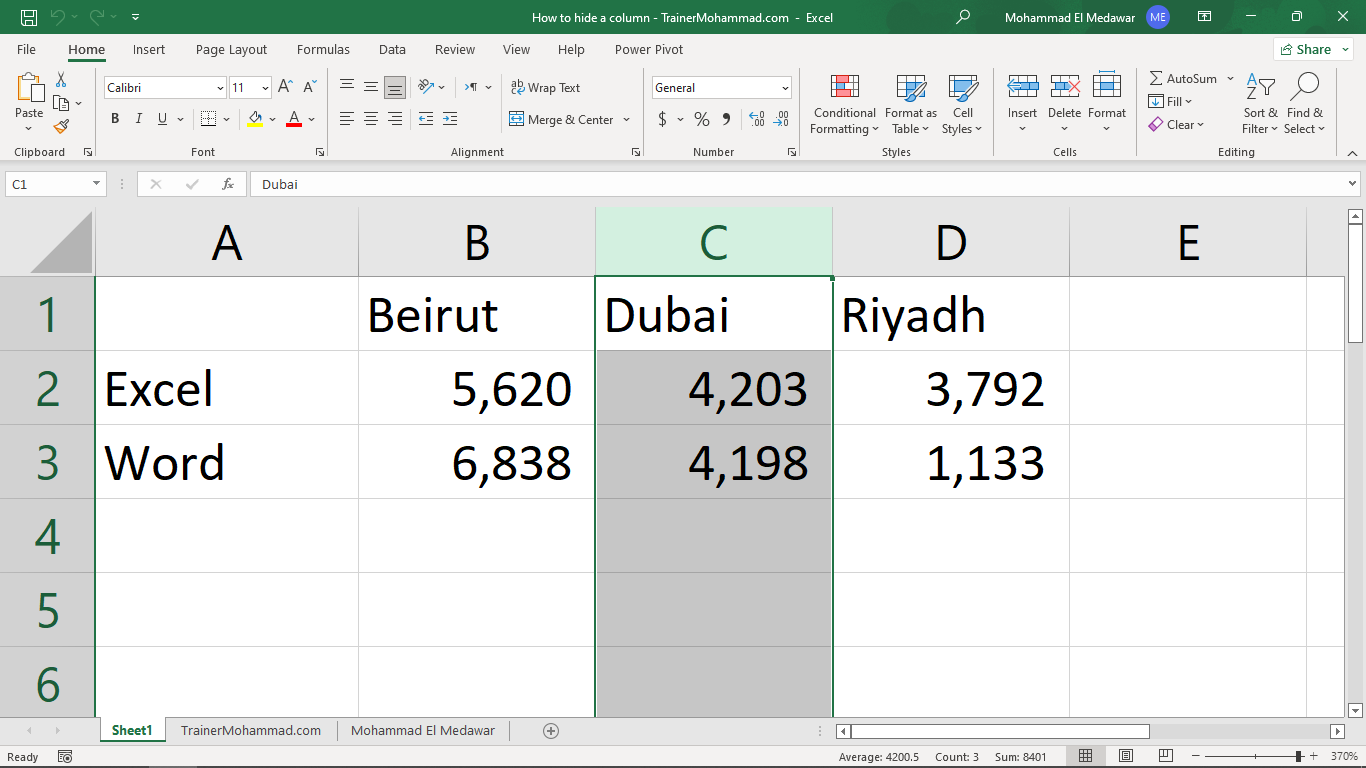 How to hide a column - TrainerMohammad.com - Excel
Mohammad El Medawar ME
File Home Insert Page Layout Formulas Data Review View Help Power Pivot Share
Paste
Clipboard
Calibri 11
B I U A
Font
ab Wrap Text
Merge & Center
Alignment
General
$ % 9 .00 .00
Number
Conditional Formatting
Format as Table
Cell Styles
Styles
Insert Delete Format
Cells
AutoSum
Fill
Clear
Sort & Filter
Find & Select
Editing
C1 fx Dubai
A B C D E
1 Beirut Dubai Riyadh
2 Excel 5,620 4,203 3,792
3 Word 6,838 4,198 1,133
4
5
6
Sheet1 TrainerMohammad.com Mohammad El Medawar
Ready Average: 4200.5 Count: 3 Sum: 8401 370%